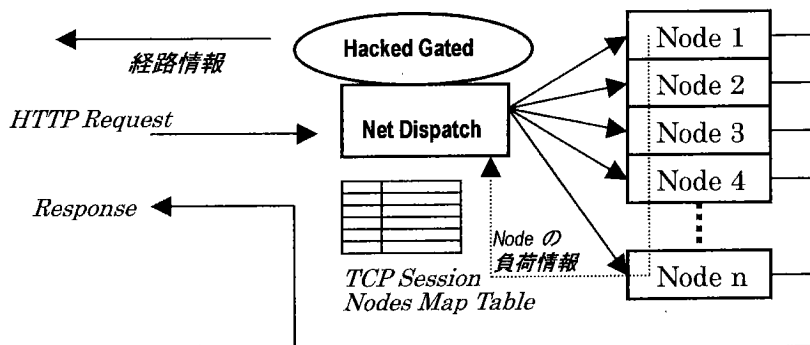 経路情報
Hacked Gated
Node 1
Node 2
HTTP Request
Net Dispatch
Node 3
Node 4
Response
Node の
負荷情報
Node n
TCP Session
Nodes Map Table